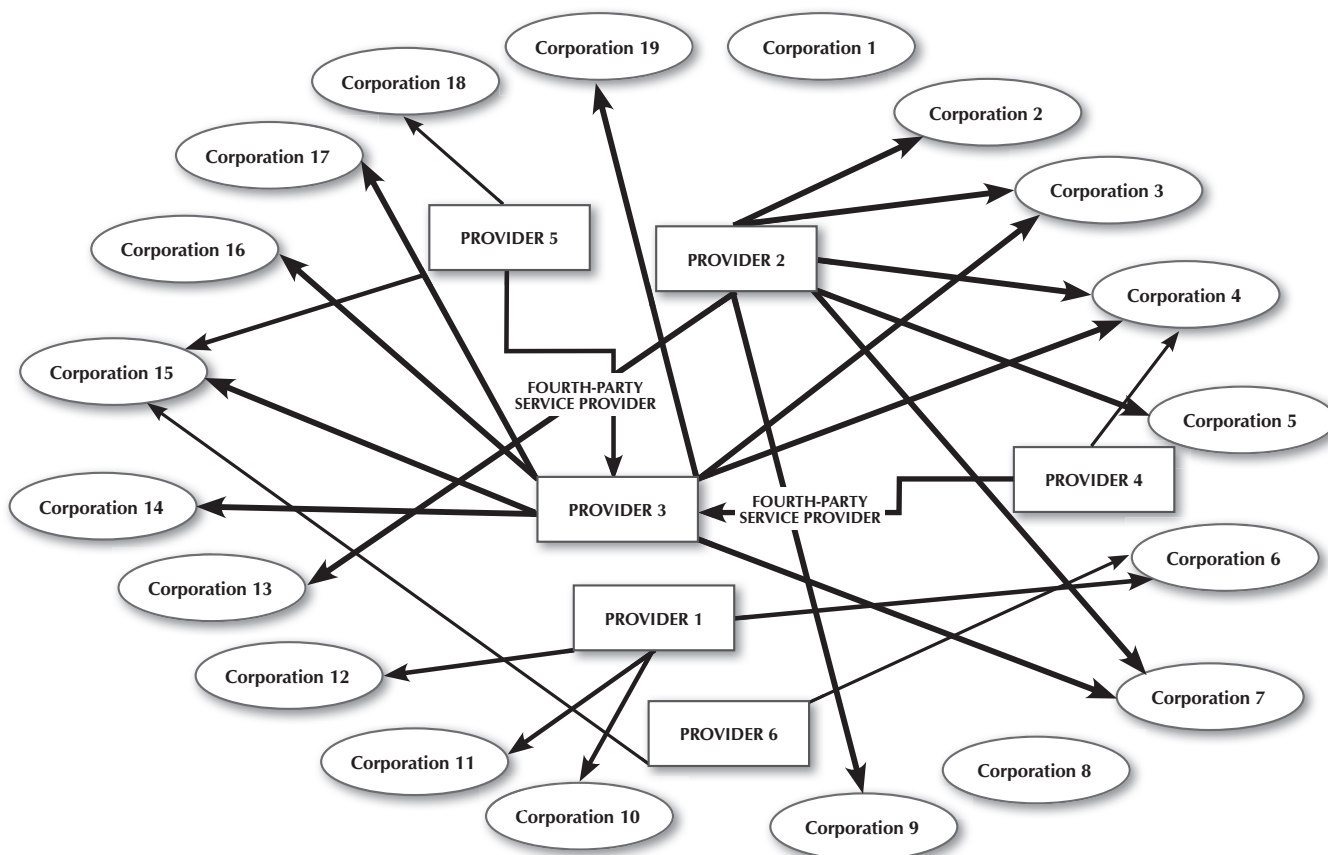 Corporation 19
Corporation 1
Corporation 18
Corporation 2
Corporation 17
Corporation 3
Corporation 16
PROVIDER 5
PROVIDER 2
Corporation 4
Corporation 15
FOURTH-PARTY
SERVICE PROVIDER
Corporation 5
PROVIDER 4
Corporation 14
PROVIDER 3
FOURTH-PARTY
SERVICE PROVIDER
Corporation 6
Corporation 13
PROVIDER 1
Corporation 12
Corporation 7
PROVIDER 6
Corporation 11
Corporation 8
Corporation 10
Corporation 9